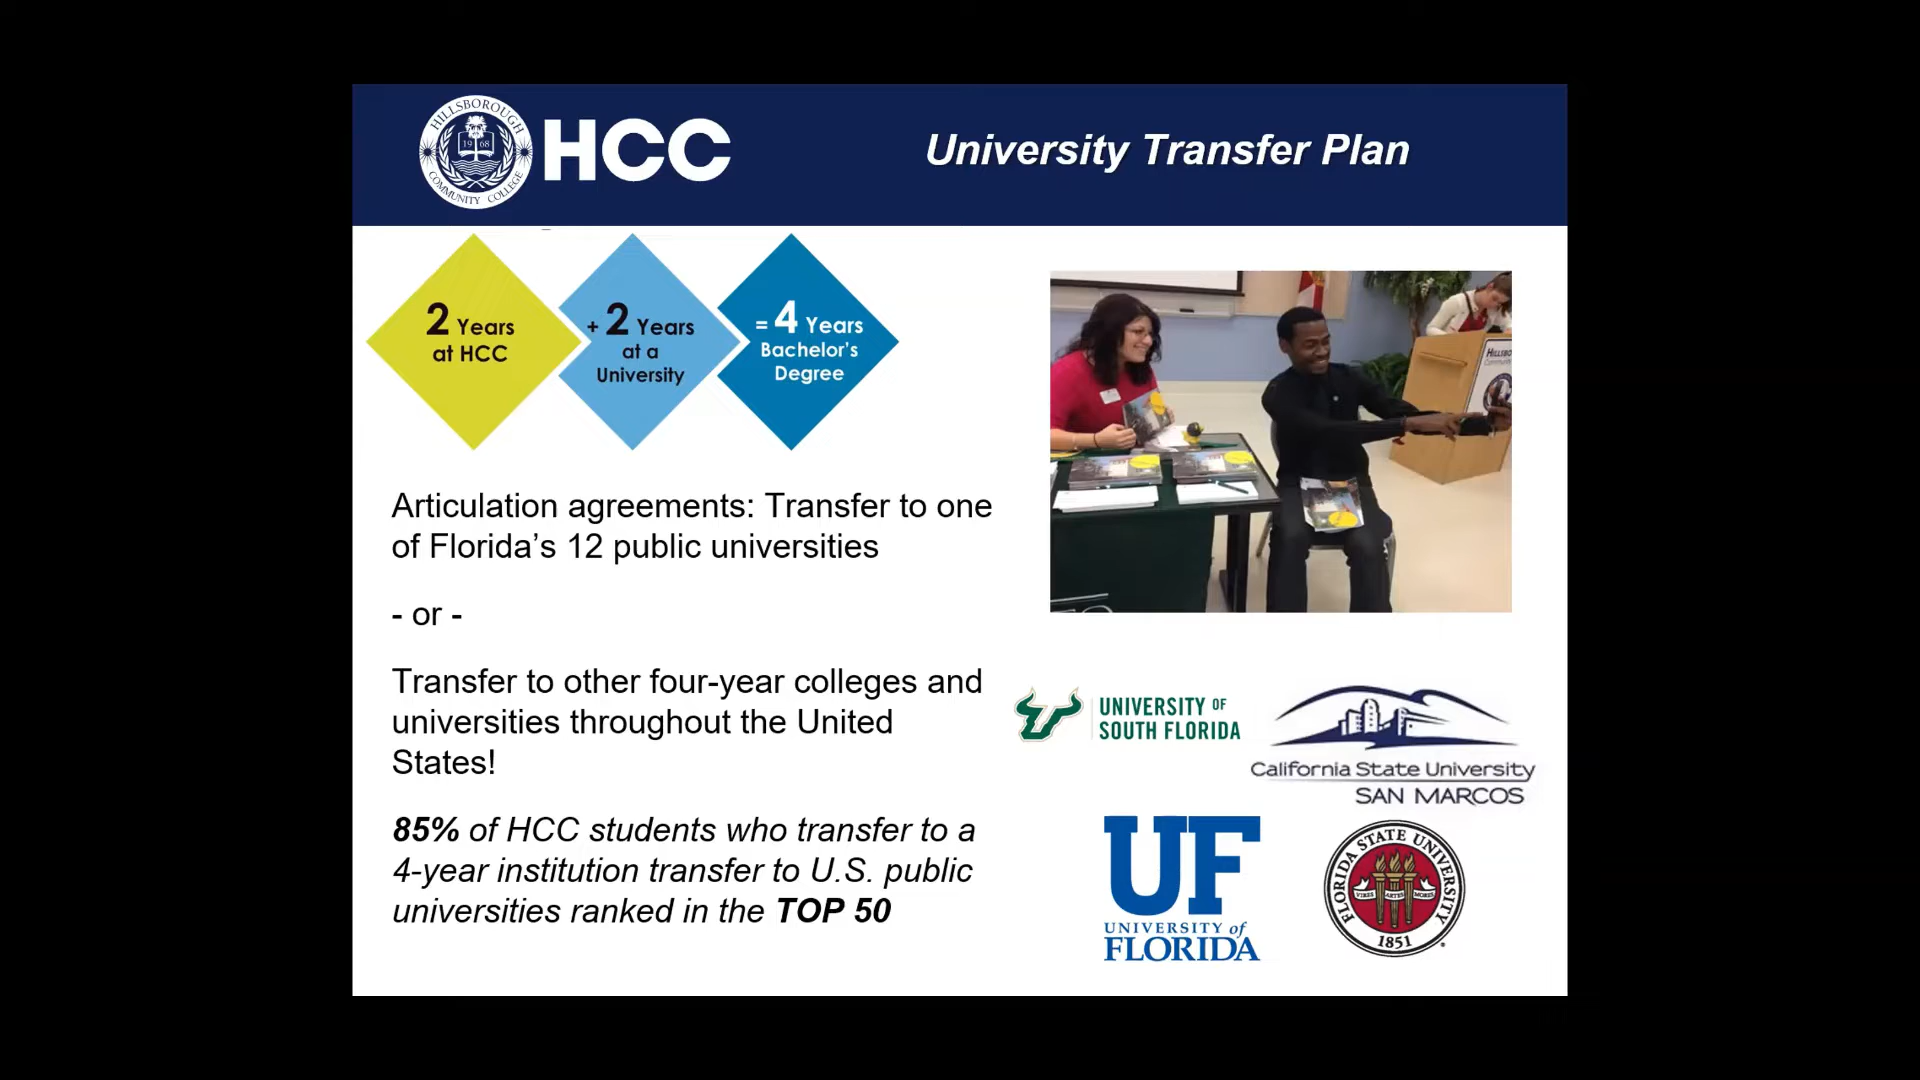 HILLSBOROUGH
COMMUNITY COLLEGE
19 68
HCC
University Transfer Plan
2 Years
at HCC
+ 2 Years
at a
University
= 4 Years
Bachelor's
Degree
Articulation agreements: Transfer to one
of Florida’s 12 public universities
- or -
Transfer to other four-year colleges and
universities throughout the United
States!
85% of HCC students who transfer to a
4-year institution transfer to U.S. public
universities ranked in the TOP 50
UNIVERSITY OF
SOUTH FLORIDA
California State University
SAN MARCOS
UF
UNIVERSITY of
FLORIDA
FLORIDA STATE UNIVERSITY
VIRES ARTES MORES
1851